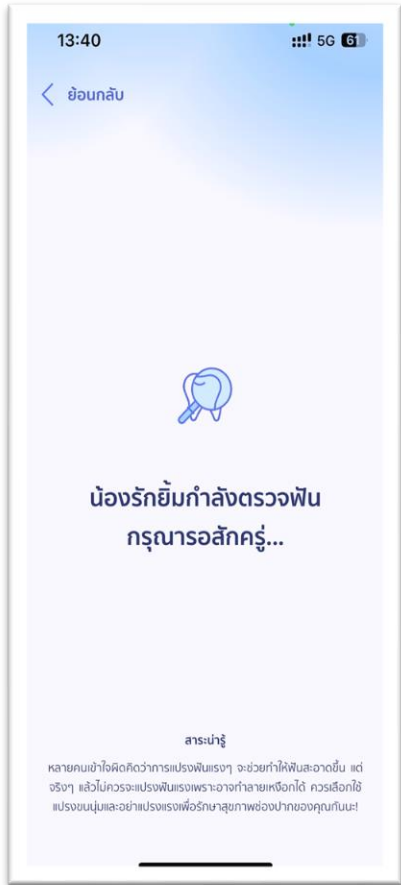 13:40 5G 61
ย้อนกลับ
น้องรักยิ้มกำลังตรวจฟัน
กรุณารอสักครู่...
สาระน่ารู้
หลายคนเข้าใจผิดคิดว่าการแปรงฟันแรงๆ จะช่วยทำให้ฟันสะอาดขึ้น แต่
จริงๆ แล้วไม่ควรจะแปรงฟันแรงเพราะอาจทำลายเหงือกได้ ควรเลือกใช้
แปรงขนนุ่มและอย่าแปรงแรงเพื่อรักษาสุขภาพช่องปากของคุณกันนะ!